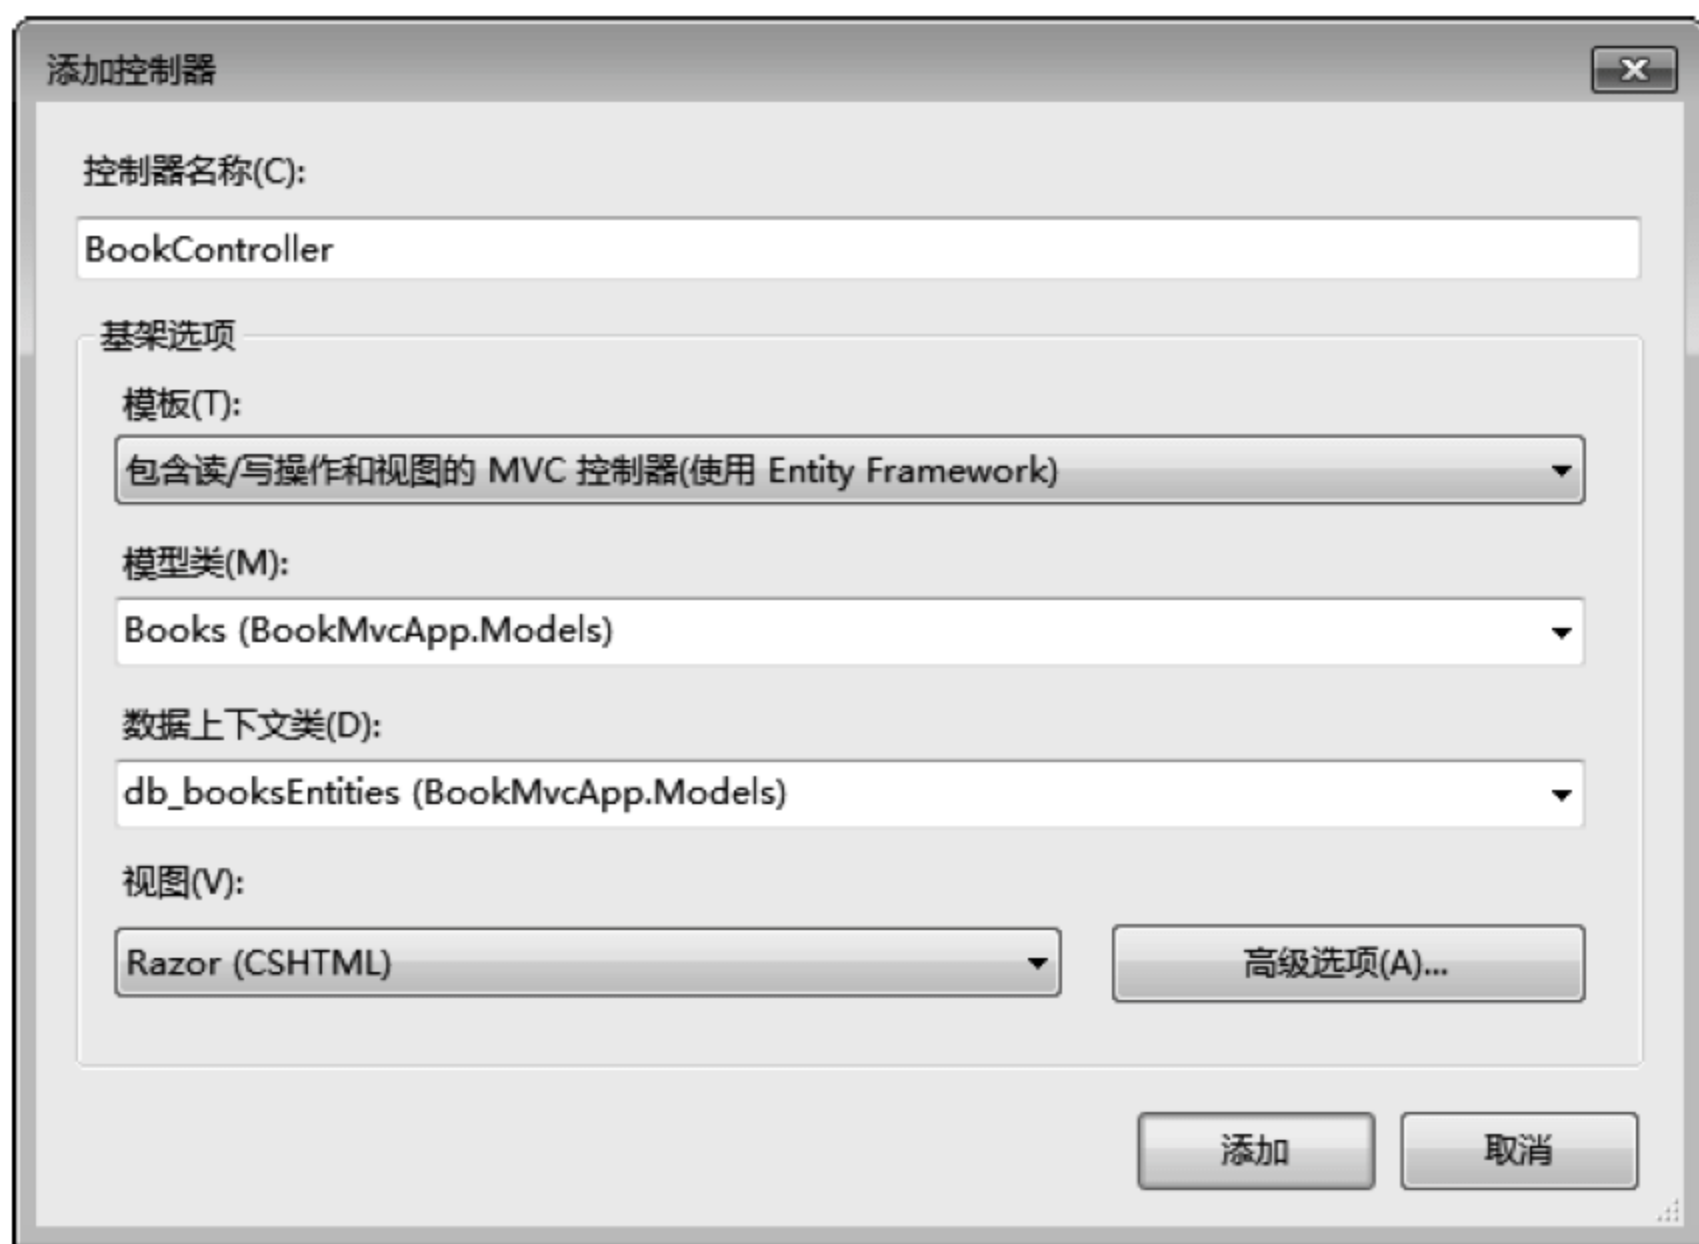 添加控制器
控制器名称(C):
BookController
基架选项
模板(T):
包含读/写操作和视图的 MVC 控制器(使用 Entity Framework)
模型类(M):
Books (BookMvcApp.Models)
数据上下文类(D):
db_booksEntities (BookMvcApp.Models)
视图(V):
Razor (CSHTML)
高级选项(A)...
添加
取消